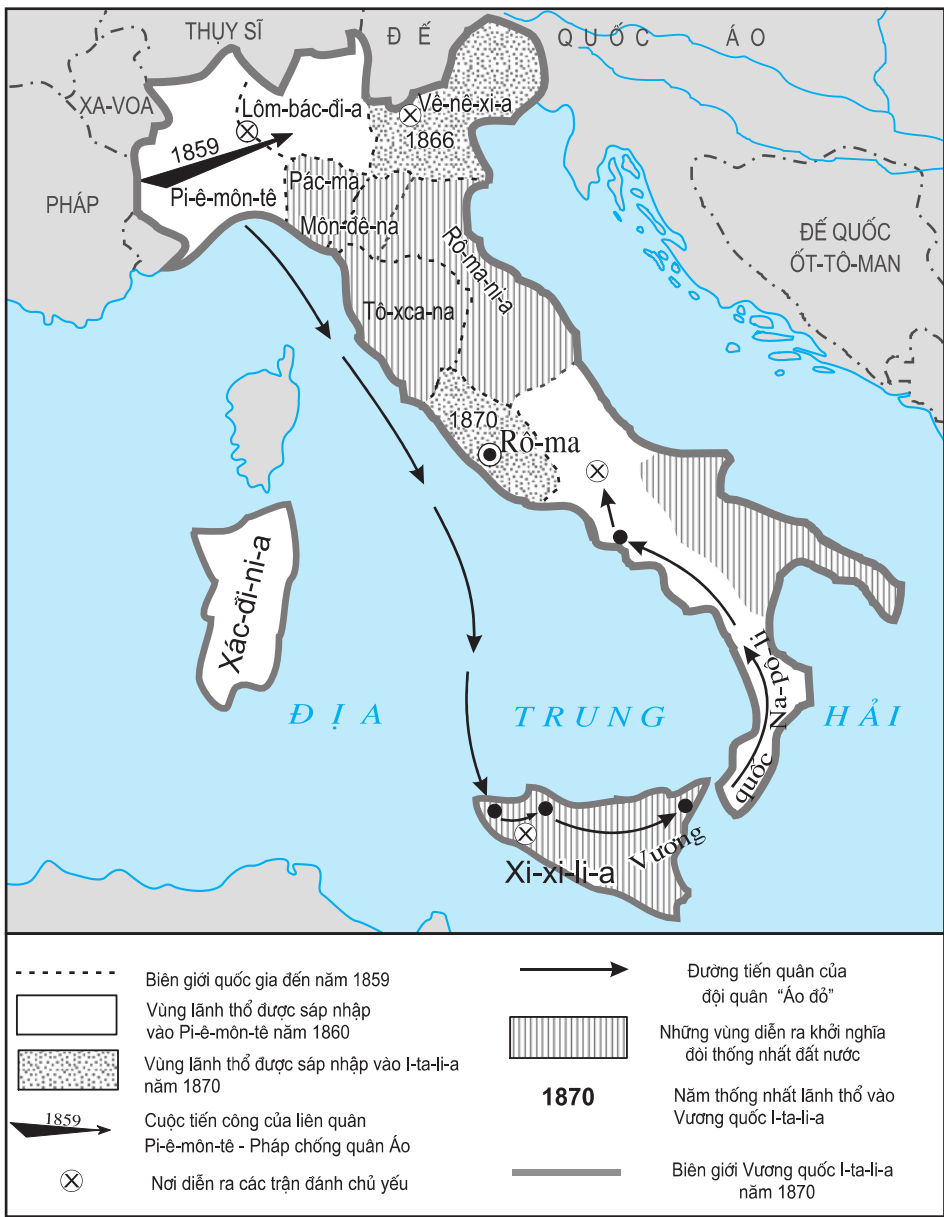 THỤY SĨ
ĐẾ QUỐC ÁO
XA-VOA
Lôm-bác-đi-a
Vê-nê-xi-a
1866
1859
PHÁP
Pi-ê-môn-tê
Pác-ma
Môn-đê-na
Rô-ma-ni-a
ĐẾ QUỐC
ỐT-TÔ-MAN
Tô-xca-na
1870
Rô-ma
Xác-đi-ni-a
ĐỊA TRUNG HẢI
Vương quốc Na-pô-li
Xi-xi-li-a
Biên giới quốc gia đến năm 1859
Vùng lãnh thổ được sáp nhập
vào Pi-ê-môn-tê năm 1860
Vùng lãnh thổ được sáp nhập vào I-ta-li-a
năm 1870
1859
Cuộc tiến công của liên quân
Pi-ê-môn-tê - Pháp chống quân Áo
Nơi diễn ra các trận đánh chủ yếu
Đường tiến quân của
đội quân “Áo đỏ”
Những vùng diễn ra khởi nghĩa
đòi thống nhất đất nước
1870
Năm thống nhất lãnh thổ vào
Vương quốc I-ta-li-a
Biên giới Vương quốc I-ta-li-a
năm 1870